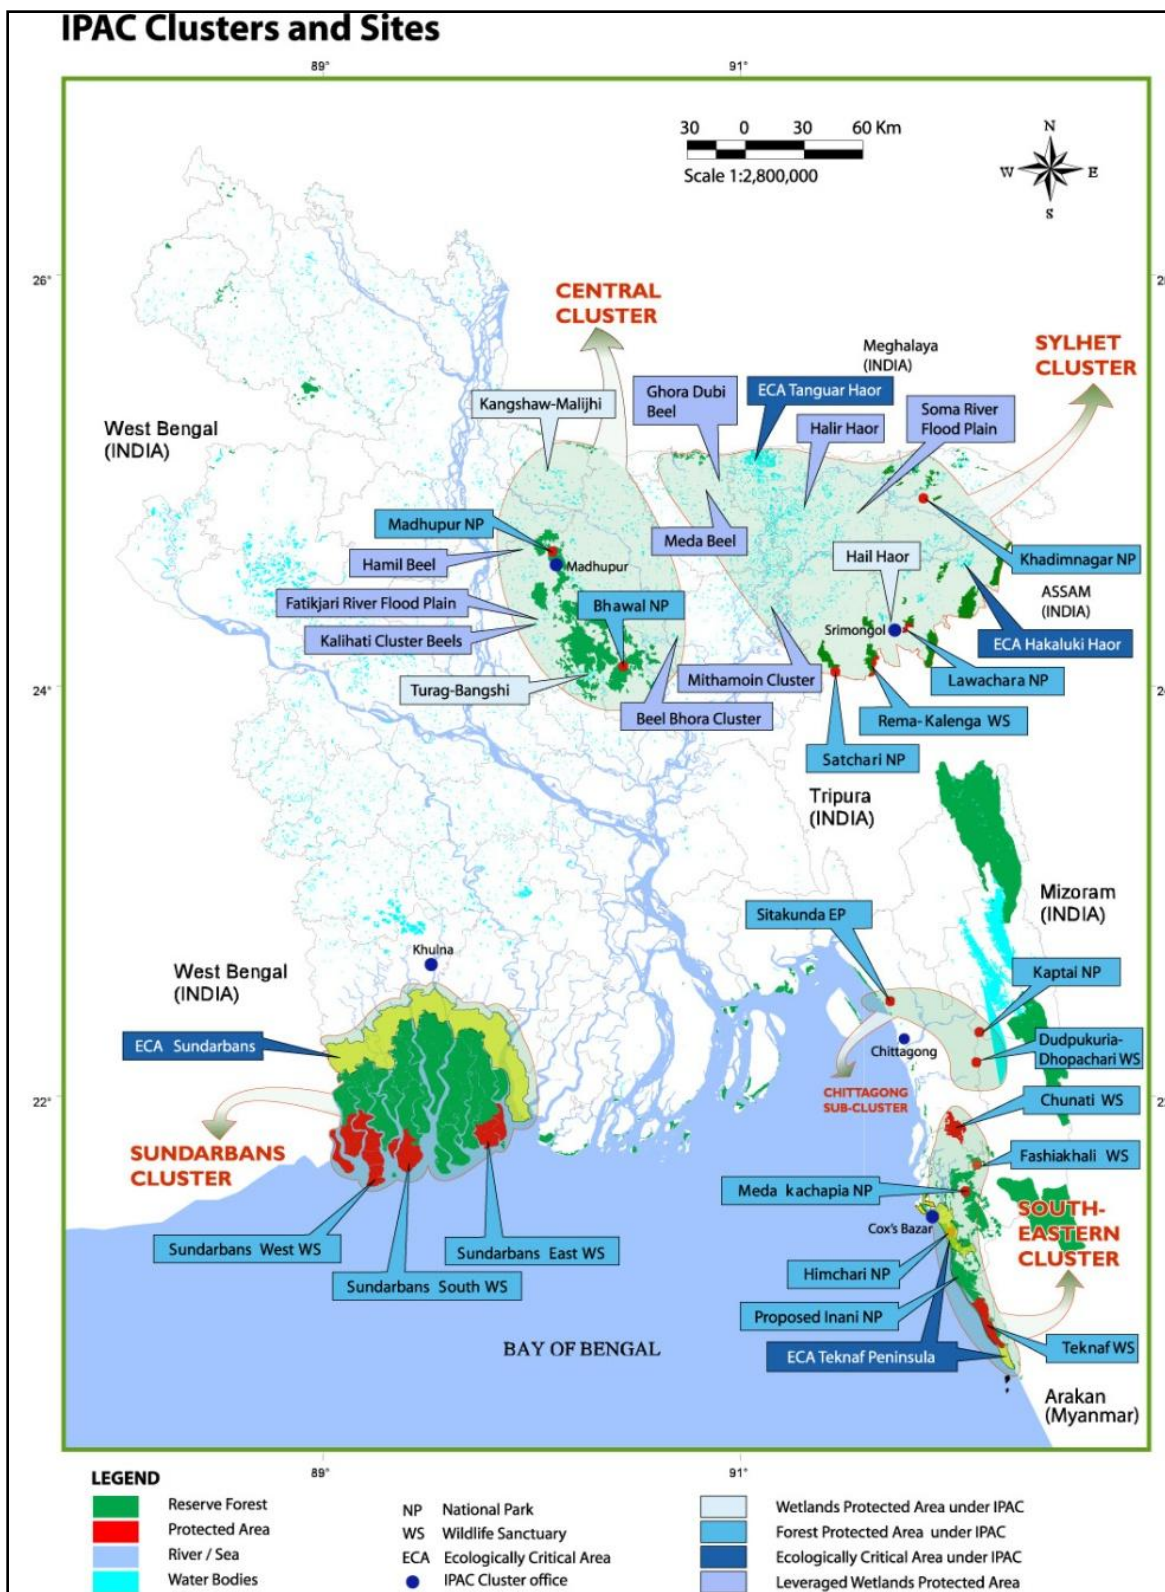 IPAC Clusters and Sites
89°
91°
30 0 30 60 Km
Scale 1:2,800,000
N
W E
S
26°
CENTRAL
CLUSTER
Meghalaya
(INDIA)
SYLHET
CLUSTER
Kangshaw-Malijhi
Ghora Dubi
Beel
ECA Tanguar Haor
Halir Haor
Soma River
Flood Plain
West Bengal
(INDIA)
Madhupur NP
Meda Beel
Hamil Beel
Madhupur
Hail Haor
Khadimnagar NP
Fatikjari River Flood Plain
Bhawal NP
ASSAM
(INDIA)
Kalihati Cluster Beels
Srimongol
ECA Hakaluki Haor
Turag-Bangshi
Mithamoin Cluster
Lawachara NP
24°
Beel Bhora Cluster
Rema-Kalenga WS
Satchari NP
Tripura
(INDIA)
Mizoram
(INDIA)
Sitakunda EP
Khulna
West Bengal
(INDIA)
Kaptai NP
ECA Sundarbans
Chittagong
Dudpukuria-
Dhopachari WS
22°
CHITTAGONG
SUB-CLUSTER
Chunati WS
SUNDARBANS
CLUSTER
Fashiakhali WS
Meda kachapia NP
Cox's Bazar
SOUTH-
EASTERN
CLUSTER
Sundarbans West WS
Sundarbans East WS
Sundarbans South WS
Himchari NP
Proposed Inani NP
BAY OF BENGAL
ECA Teknaf Peninsula
Teknaf WS
Arakan
(Myanmar)
89°
91°
LEGEND
Reserve Forest
Protected Area
River / Sea
Water Bodies
NP National Park
WS Wildlife Sanctuary
ECA Ecologically Critical Area
IPAC Cluster office
Wetlands Protected Area under IPAC
Forest Protected Area under IPAC
Ecologically Critical Area under IPAC
Leveraged Wetlands Protected Area